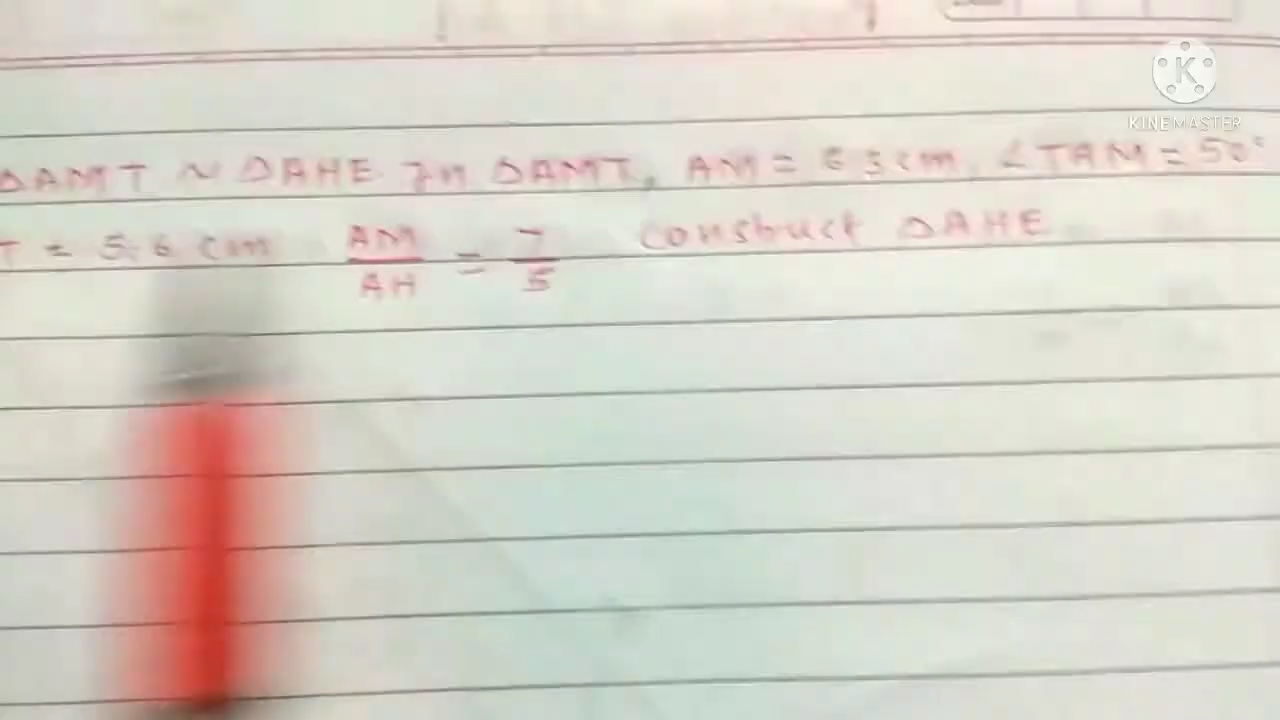 KINEMASTER
ΔAMT ~ ΔAHE In ΔAMT, AM = 6.3 cm, ∠TAM = 50°
T = 5.6 cm AM/AH = 7/5 construct ΔAHE